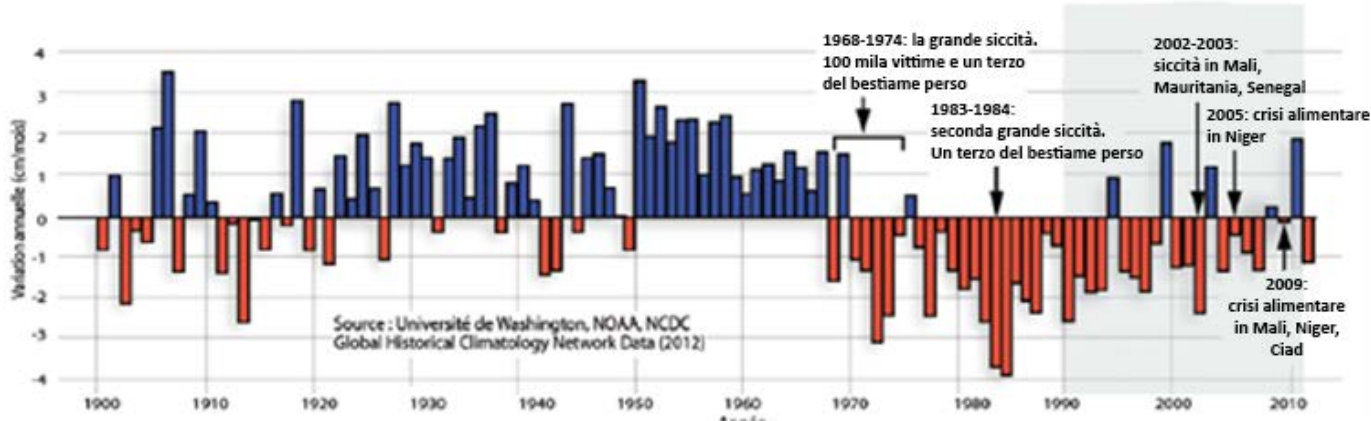 1968-1974: la grande siccità.
100 mila vittime e un terzo
del bestiame perso
1983-1984:
seconda grande siccità.
Un terzo del bestiame perso
2002-2003:
siccità in Mali,
Mauritania, Senegal
2005: crisi alimentare
in Niger
2009:
crisi alimentare
in Mali, Niger,
Ciad
Variation annuelle (cm/mois)
4
3
2
1
0
-1
-2
-3
-4
Source : Université de Washington, NOAA, NCDC
Global Historical Climatology Network Data (2012)
1900 1910 1920 1930 1940 1950 1960 1970 1980 1990 2000 2010